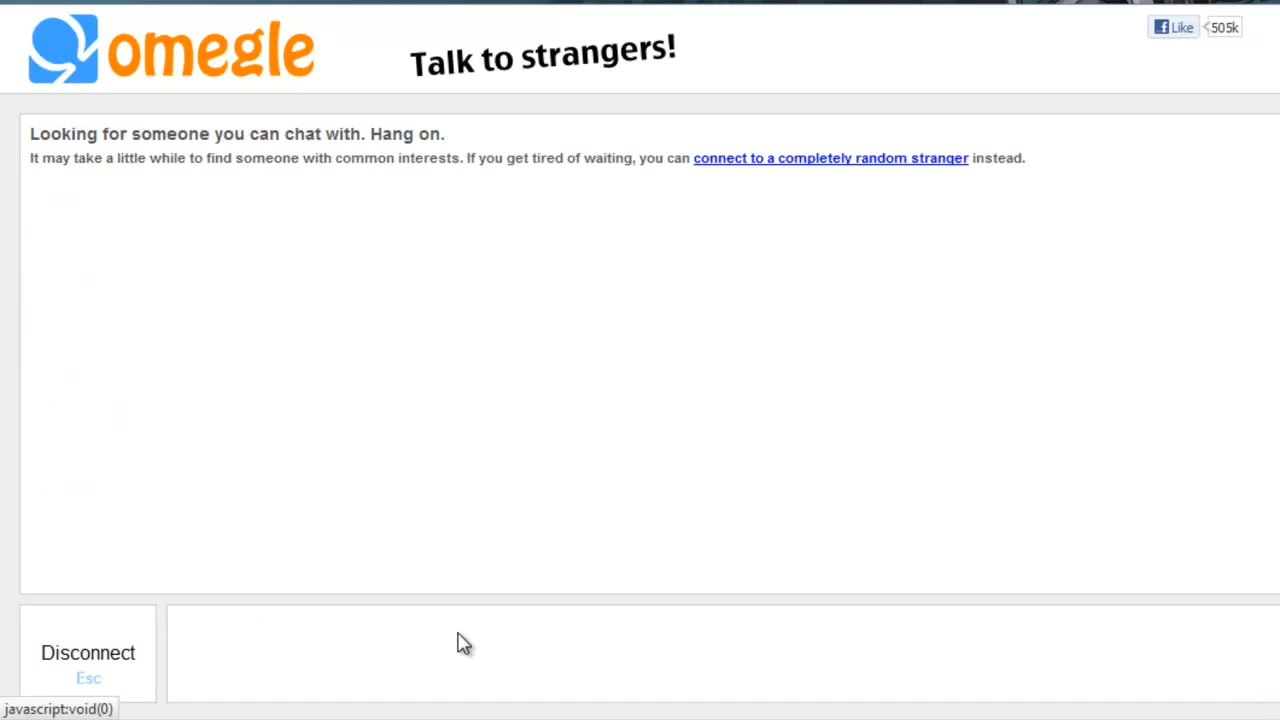 omegle
Talk to strangers!
Like
505k
Looking for someone you can chat with. Hang on.
It may take a little while to find someone with common interests. If you get tired of waiting, you can connect to a completely random stranger instead.
Disconnect
Esc
javascript:void(0)